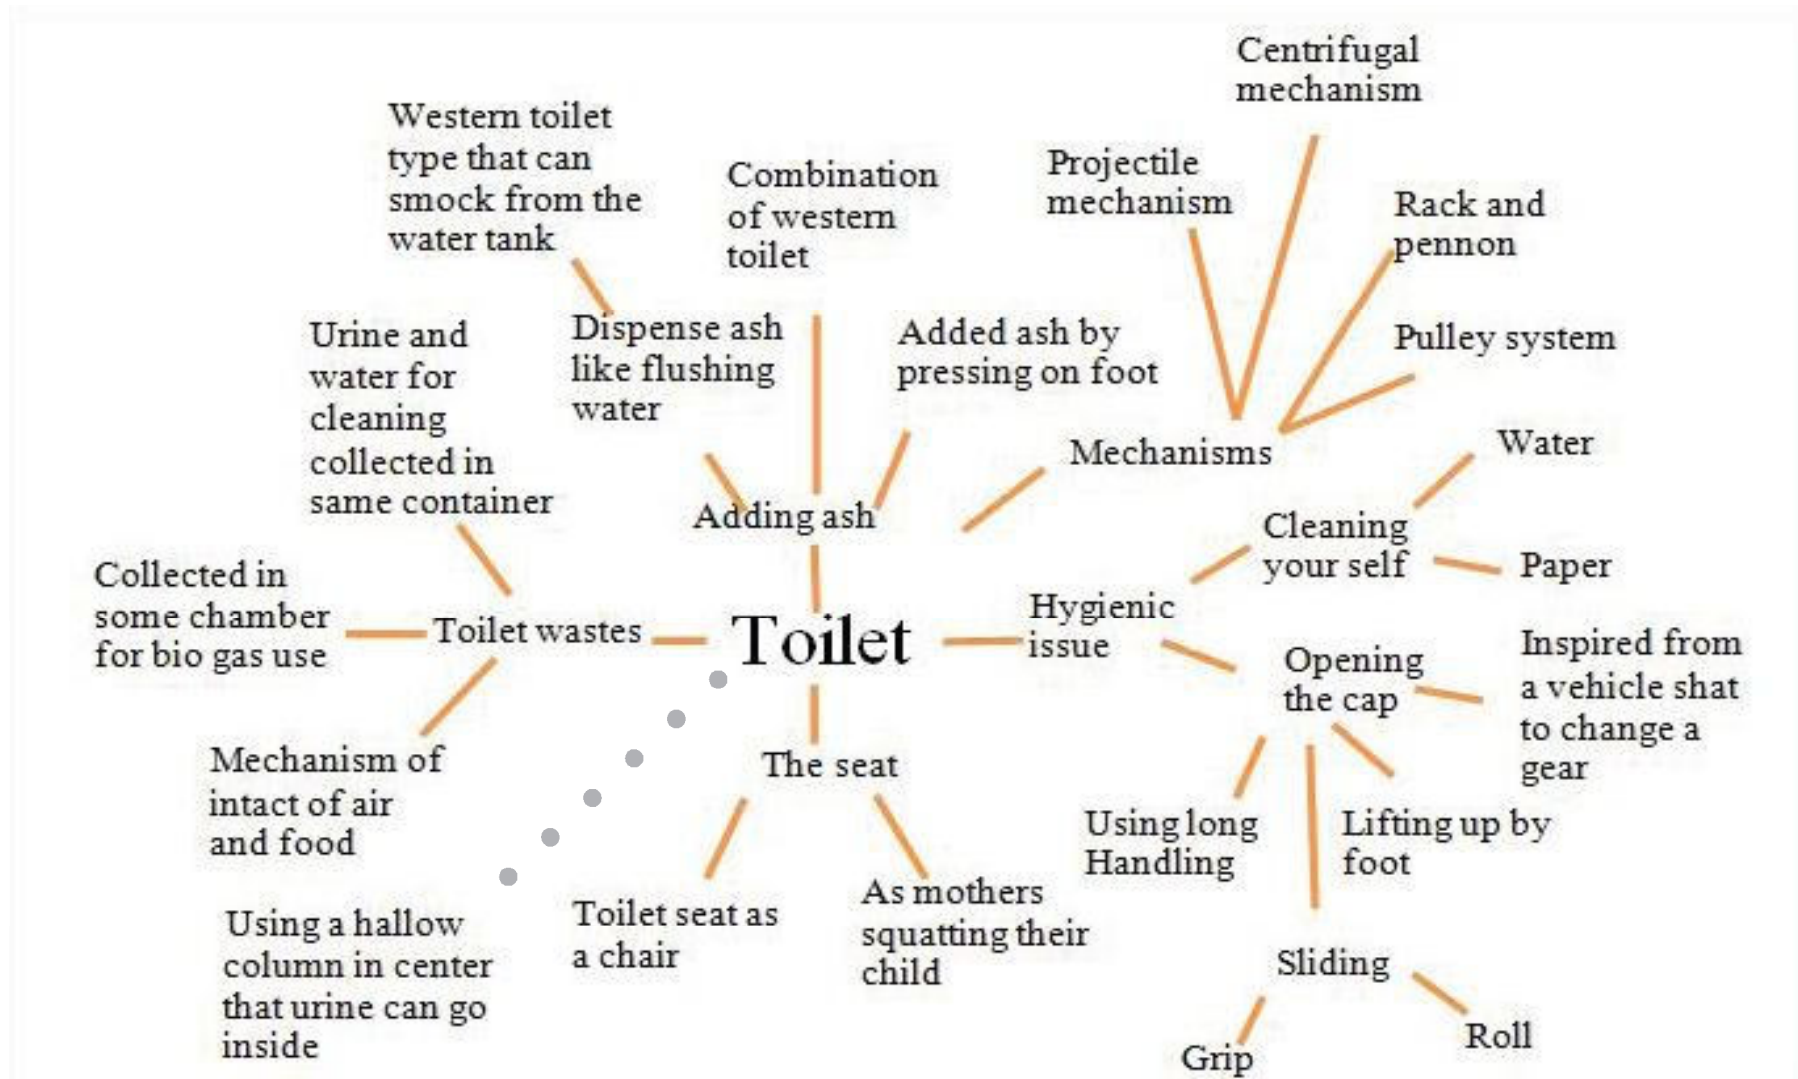 Centrifugal
mechanism
Western toilet
type that can
smock from the
water tank
Combination
of western
toilet
Projectile
mechanism
Rack and
pennon
Urine and
water for
cleaning
collected in
same container
Dispense ash
like flushing
water
Added ash by
pressing on foot
Pulley system
Mechanisms
Water
Adding ash
Cleaning
your self
Paper
Collected in
some chamber
for bio gas use
Toilet wastes
Toilet
Hygienic
issue
Opening
the cap
Inspired from
a vehicle shat
to change a
gear
Mechanism of
intact of air
and food
The seat
Using long
Handling
Lifting up by
foot
Using a hallow
column in center
that urine can go
inside
Toilet seat as
a chair
As mothers
squatting their
child
Sliding
Grip
Roll